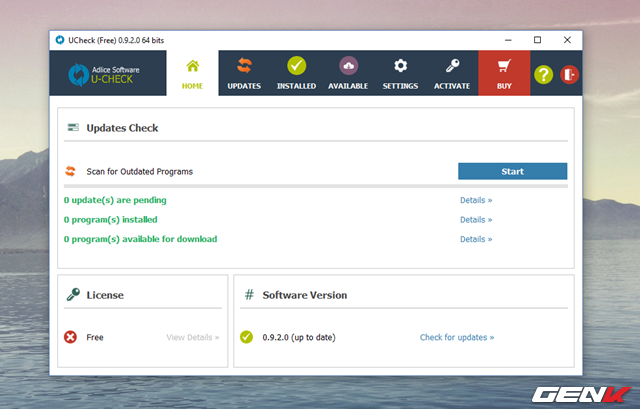 UCheck (Free) 0.9.2.0 64 bits
Adlice Software
U-CHECK
HOME
UPDATES
INSTALLED
AVAILABLE
SETTINGS
ACTIVATE
BUY
?
Updates Check
Scan for Outdated Programs
Start
0 update(s) are pending
Details »
0 program(s) installed
Details »
0 program(s) available for download
Details »
License
Free
View Details »
# Software Version
0.9.2.0 (up to date)
Check for updates »
GENK